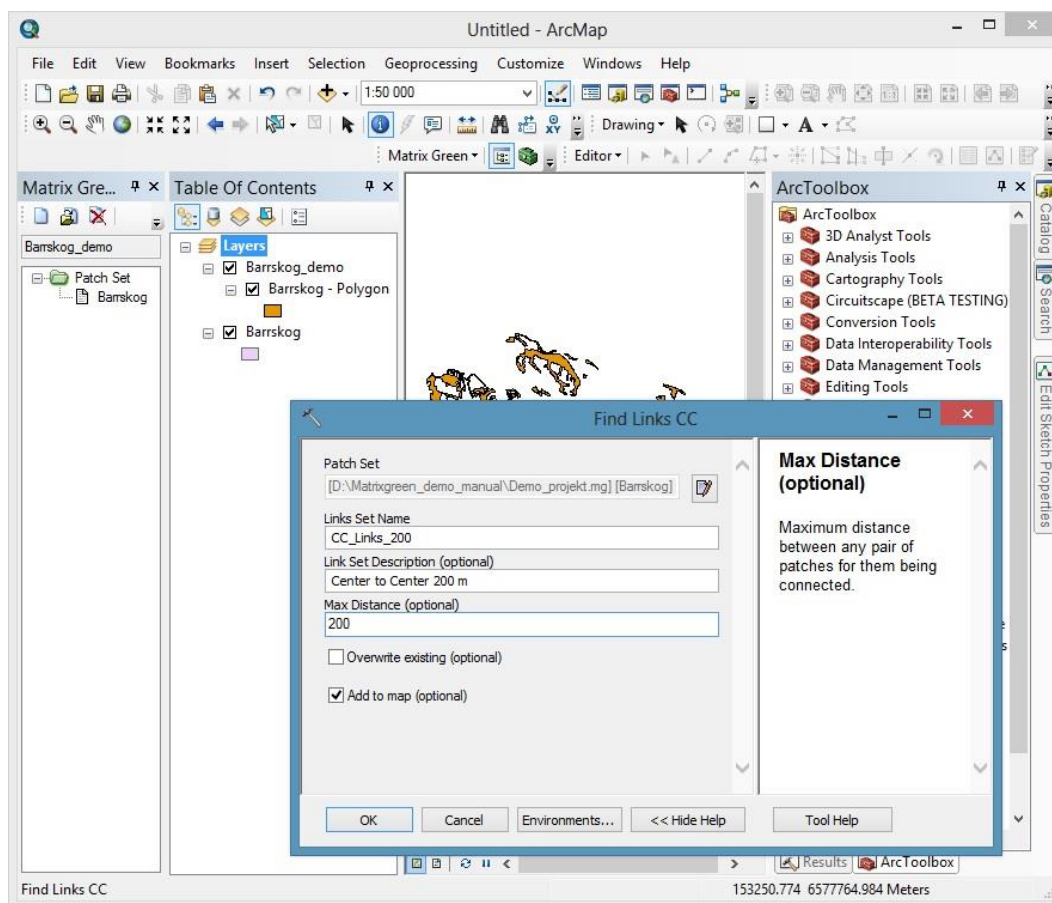 Untitled - ArcMap
File Edit View Bookmarks Insert Selection Geoprocessing Customize Windows Help
1:50 000
Drawing
Matrix Green
Editor
Matrix Gre...
Barrskog_demo
Patch Set
Barrskog
Table Of Contents
Layers
Barrskog_demo
Barrskog - Polygon
Barrskog
ArcToolbox
ArcToolbox
3D Analyst Tools
Analysis Tools
Cartography Tools
Circuitscape (BETA TESTING)
Conversion Tools
Data Interoperability Tools
Data Management Tools
Editing Tools
Catalog
Search
Edit Sketch Properties
Find Links CC
Patch Set
[D:\Matrixgreen_demo_manual\Demo_projekt.mg] [Barrskog]
Links Set Name
CC_Links_200
Link Set Description (optional)
Center to Center 200 m
Max Distance (optional)
200
Overwrite existing (optional)
Add to map (optional)
Max Distance
(optional)
Maximum distance
between any pair of
patches for them being
connected.
OK Cancel Environments... << Hide Help Tool Help
Results ArcToolbox
Find Links CC
153250.774 6577764.984 Meters